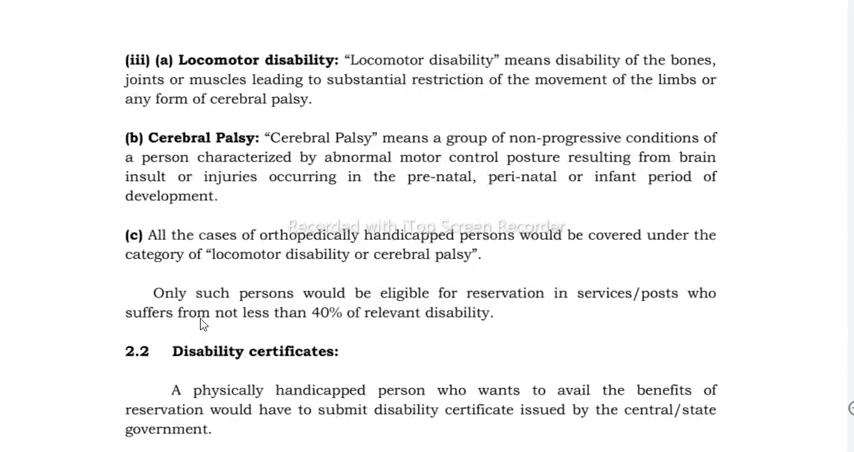 (iii) (a) Locomotor disability: “Locomotor disability” means disability of the bones,
joints or muscles leading to substantial restriction of the movement of the limbs or
any form of cerebral palsy.
(b) Cerebral Palsy: “Cerebral Palsy” means a group of non-progressive conditions of
a person characterized by abnormal motor control posture resulting from brain
insult or injuries occurring in the pre-natal, peri-natal or infant period of
development.
Recorded with iTop Screen Recorder
(c) All the cases of orthopedically handicapped persons would be covered under the
category of “locomotor disability or cerebral palsy”.
Only such persons would be eligible for reservation in services/posts who
suffers from not less than 40% of relevant disability.
2.2 Disability certificates:
A physically handicapped person who wants to avail the benefits of
reservation would have to submit disability certificate issued by the central/state
government.